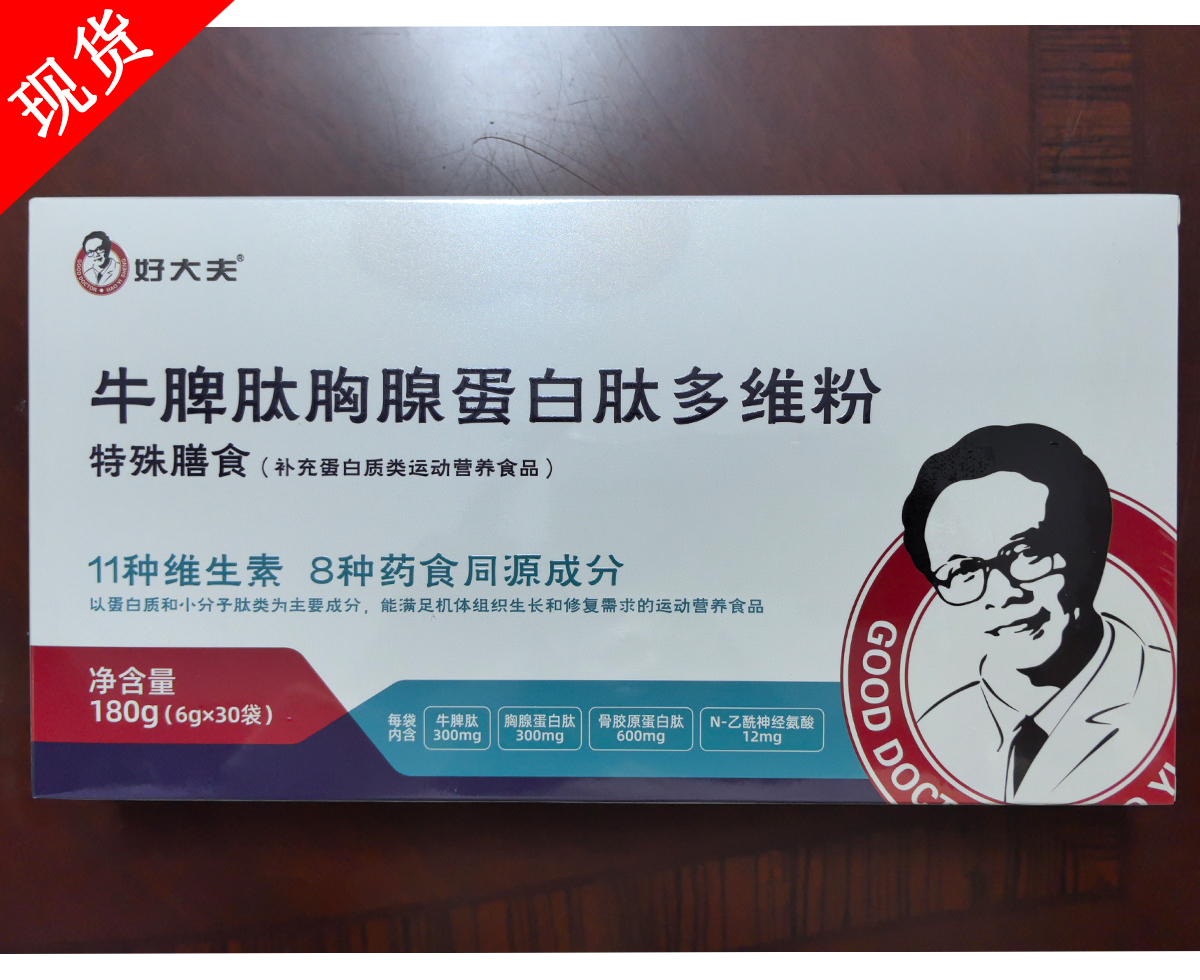 现货
好大夫®
GOOD DOCTOR
牛脾肽胸腺蛋白肽多维粉
特殊膳食（补充蛋白质类运动营养食品）
11种维生素 8种药食同源成分
以蛋白质和小分子肽类为主要成分，能满足机体组织生长和修复需求的运动营养食品
净含量
180g（6g×30袋）
每袋
内含
牛脾肽
300mg
胸腺蛋白肽
300mg
骨胶原蛋白肽
600mg
N-乙酰神经氨酸
12mg
GOOD DOCT
YI